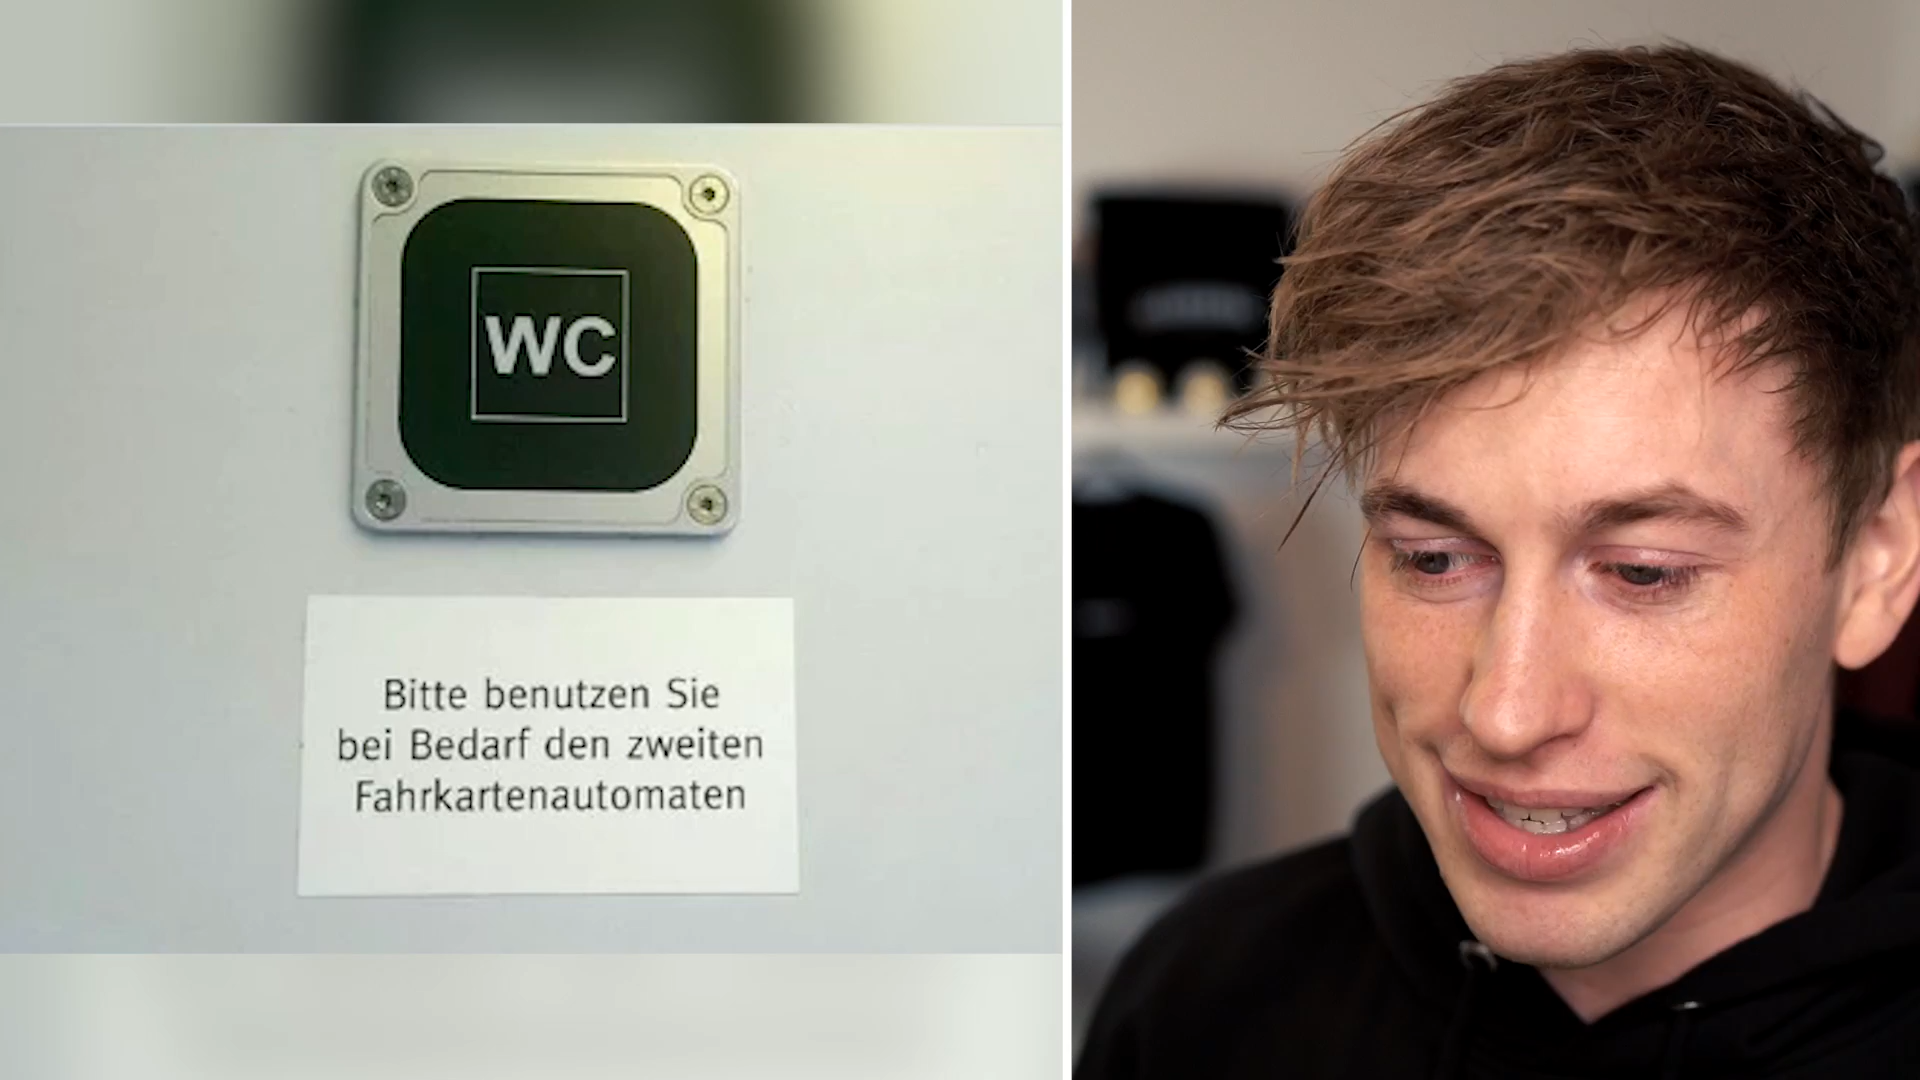 WC
Bitte benutzen Sie
bei Bedarf den zweiten
Fahrkartenautomaten